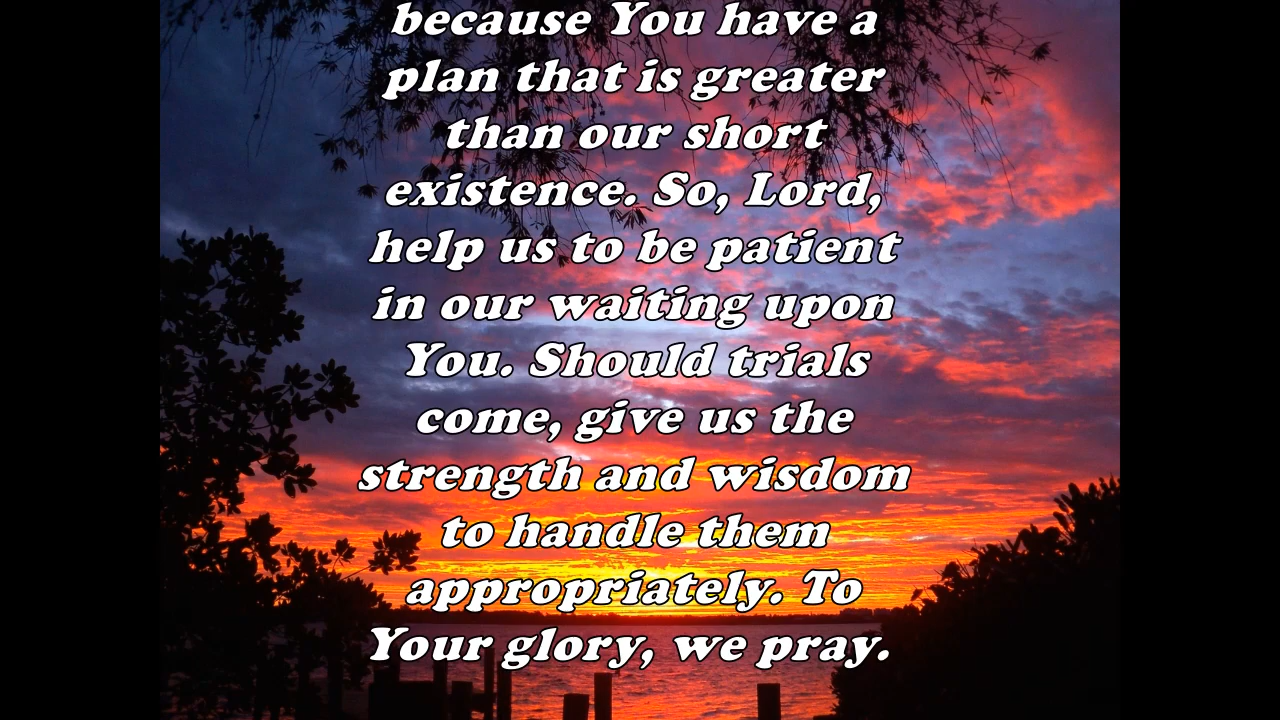 because You have a
plan that is greater
than our short
existence. So, Lord,
help us to be patient
in our waiting upon
You. Should trials
come, give us the
strength and wisdom
to handle them
appropriately. To
Your glory, we pray.